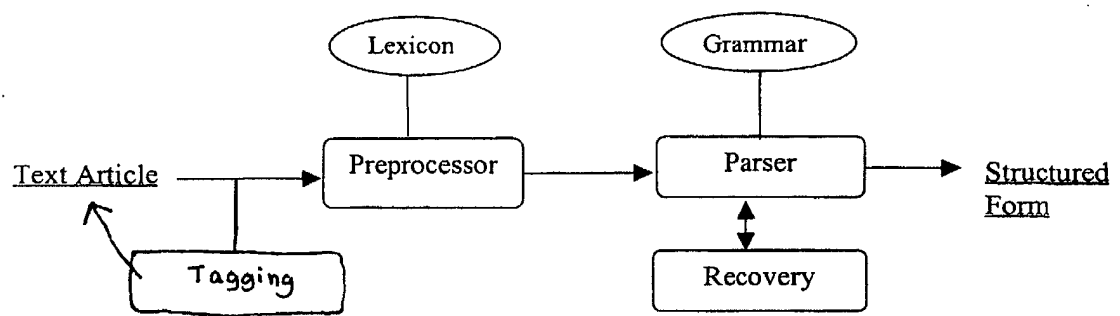 Lexicon
Grammar
Text Article
Preprocessor
Parser
Structured
Form
Tagging
Recovery